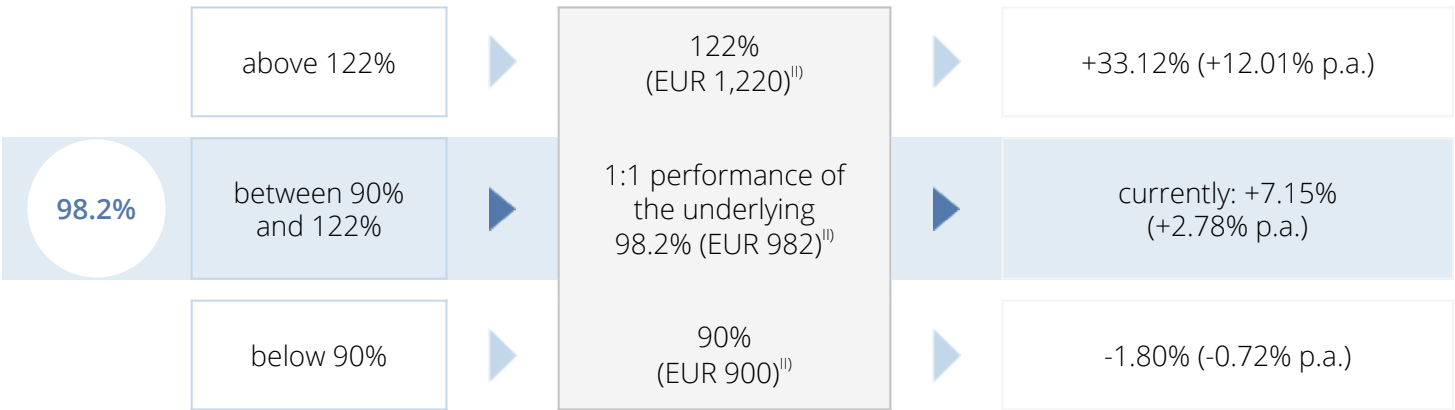 above 122%
122%
(EUR 1,220)II)
+33.12% (+12.01% p.a.)
98.2%
between 90%
and 122%
1:1 performance of
the underlying
98.2% (EUR 982)II)
currently: +7.15%
(+2.78% p.a.)
below 90%
90%
(EUR 900)II)
-1.80% (-0.72% p.a.)